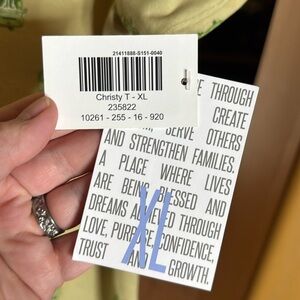 21411888-S151-0040
Christy T - XL
235822
10261 - 255 - 16 - 920
THROUGH
CREATE
SERVE OTHERS
AND STRENGTHEN FAMILIES.
A PLACE WHERE LIVES
ARE BEING BLESSED AND
DREAMS ACHIEVED THROUGH
LOVE, PURPOSE, CONFIDENCE,
TRUST AND GROWTH.
XL